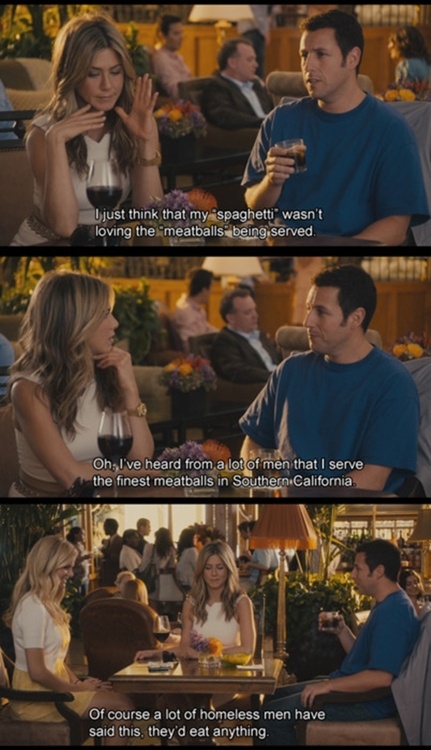 I just think that my "spaghetti" wasn't
loving the "meatballs" being served.
Oh, I've heard from a lot of men that I serve
the finest meatballs in Southern California.
Of course a lot of homeless men have
said this, they'd eat anything.